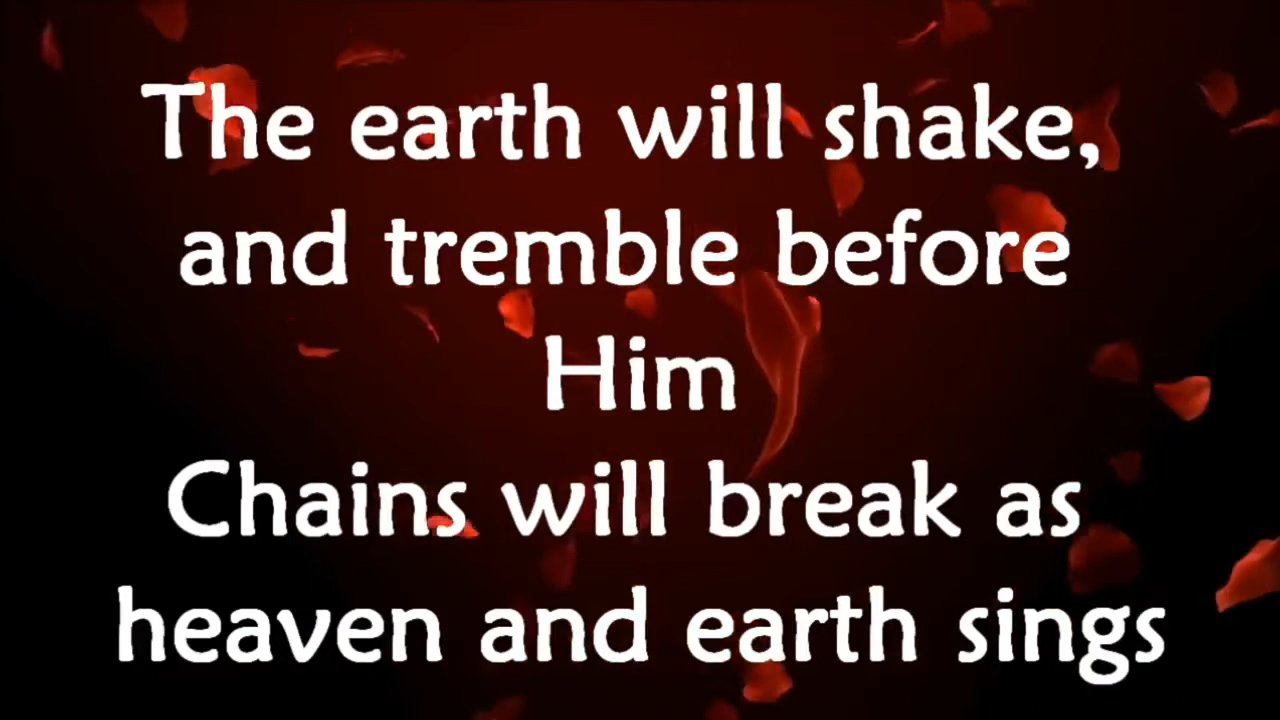 The earth will shake,
and tremble before
Him
Chains will break as
heaven and earth sings